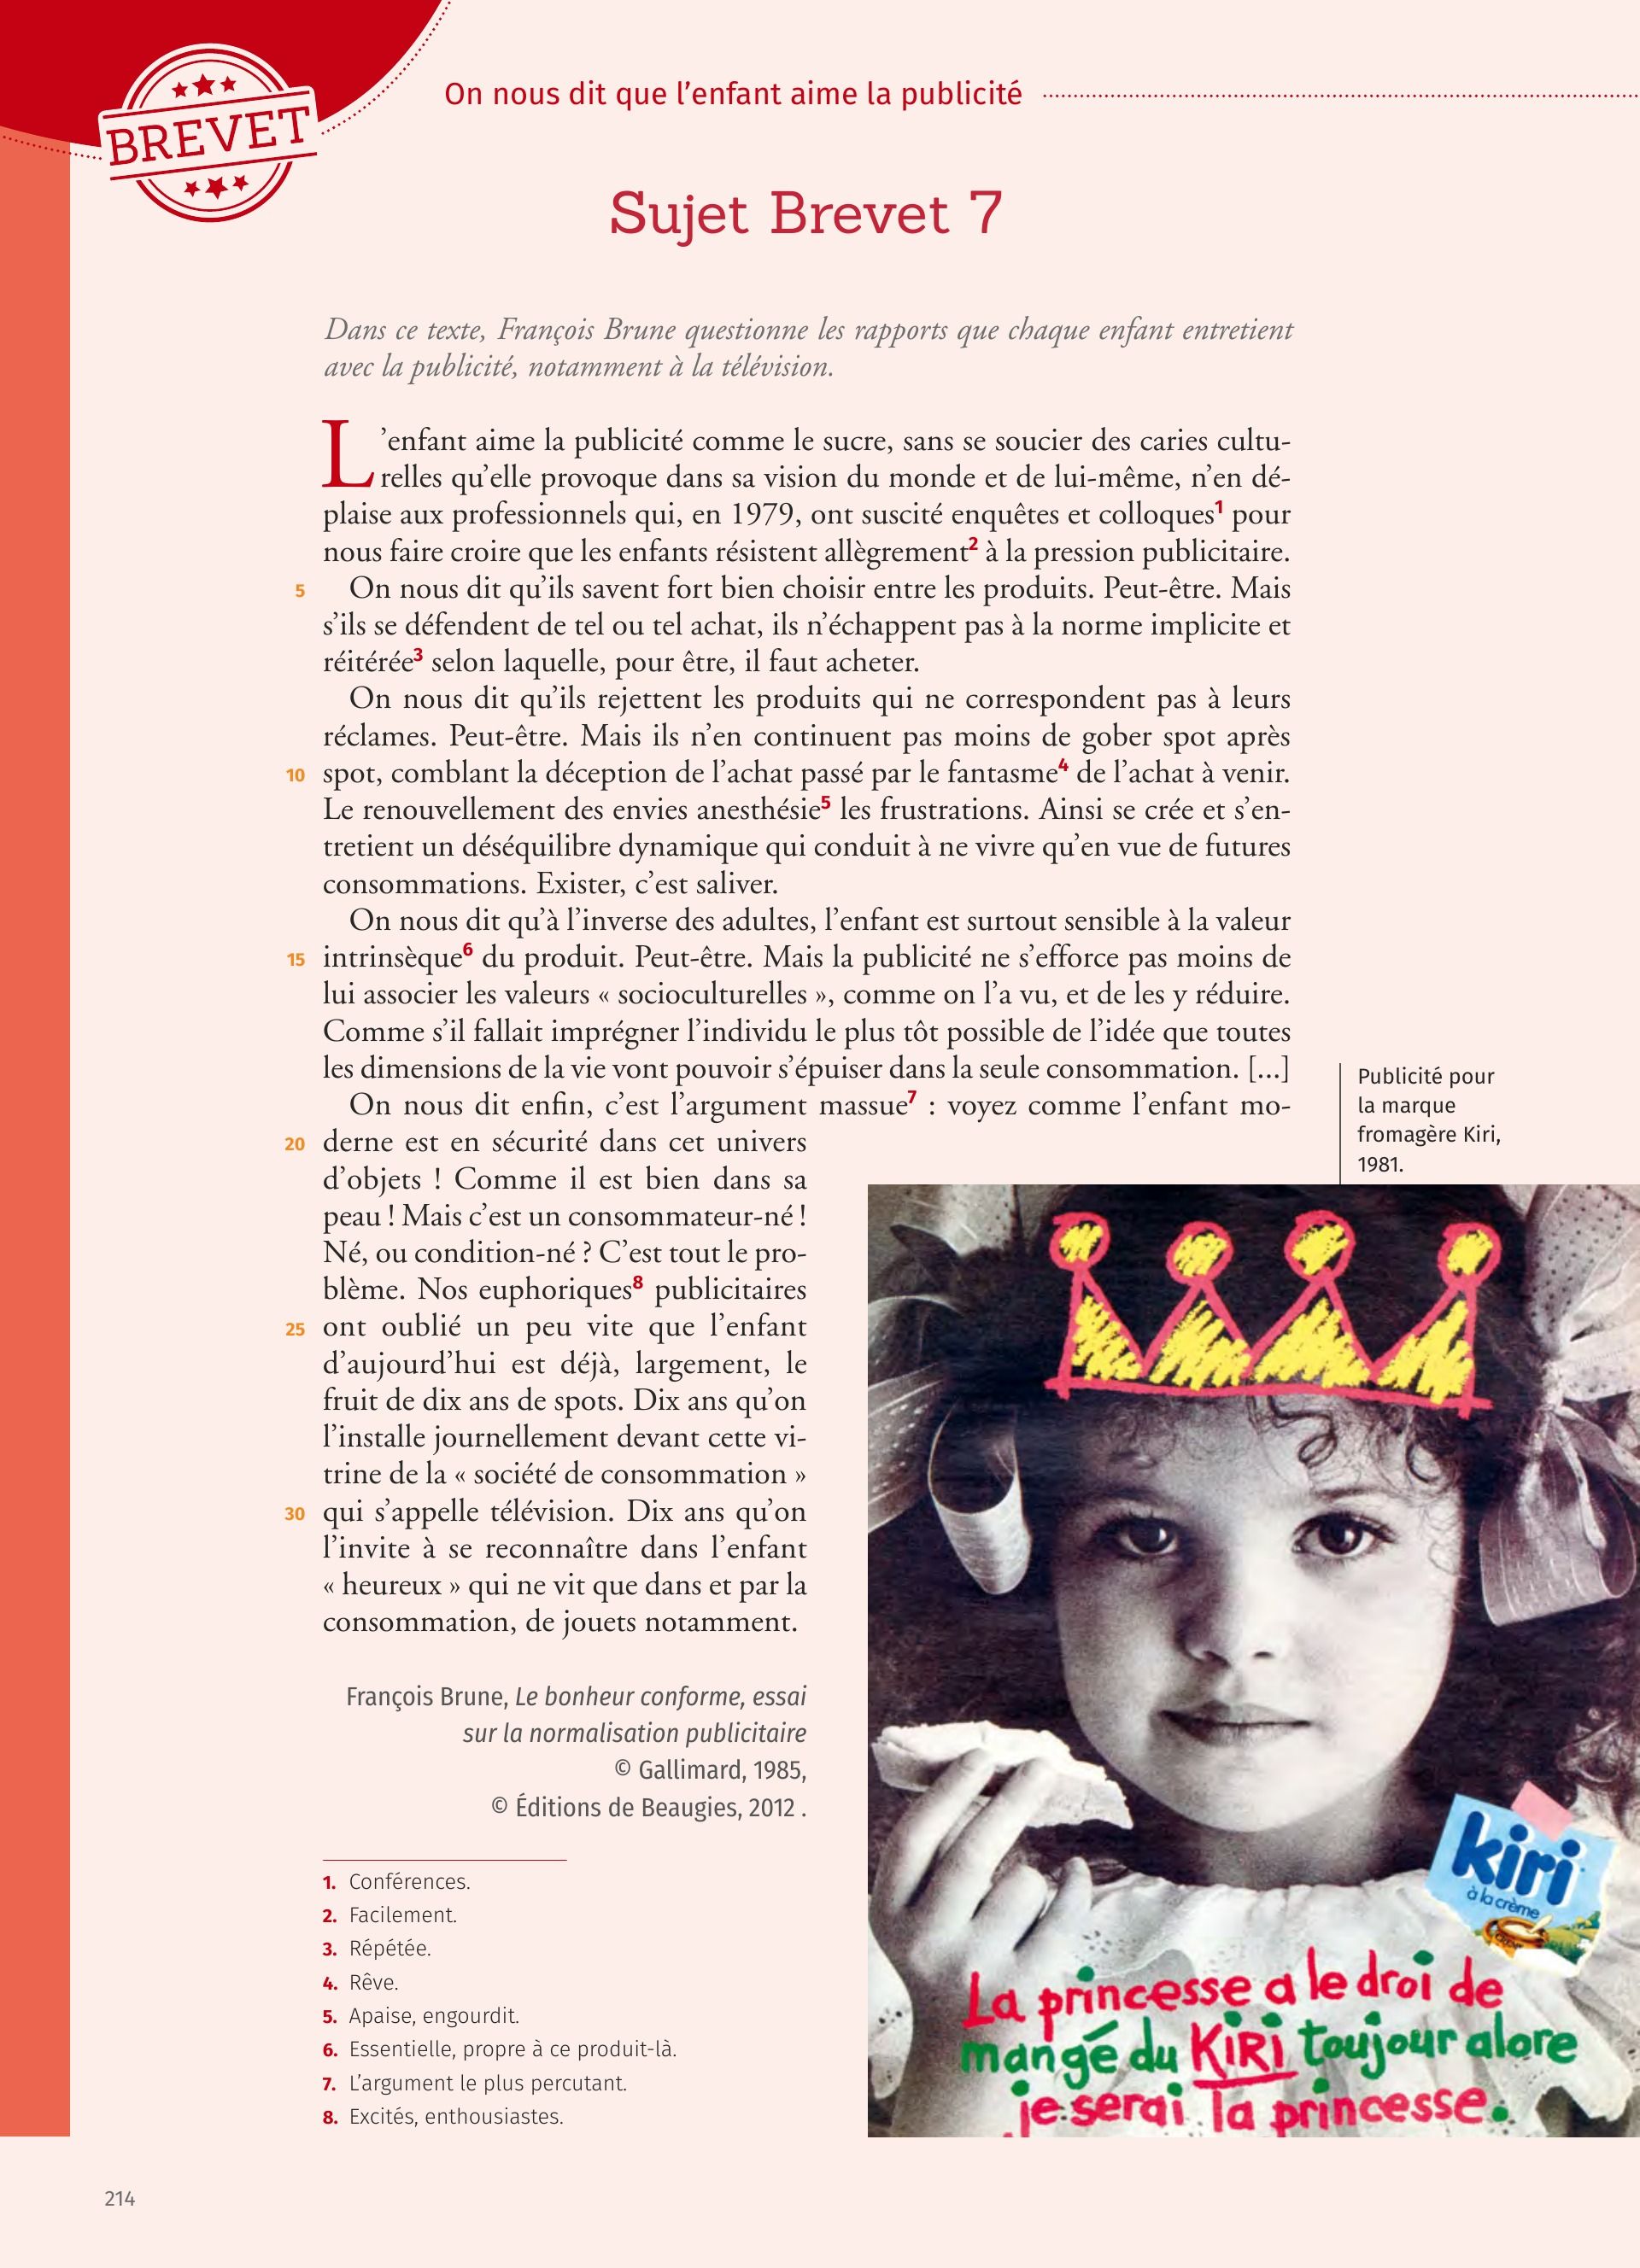 BREVET
On nous dit que l’enfant aime la publicité
Sujet Brevet 7
Dans ce texte, François Brune questionne les rapports que chaque enfant entretient
avec la publicité, notamment à la télévision.
L’enfant aime la publicité comme le sucre, sans se soucier des caries cultu-
relles qu’elle provoque dans sa vision du monde et de lui-même, n’en dé-
plaise aux professionnels qui, en 1979, ont suscité enquêtes et colloques1 pour
nous faire croire que les enfants résistent allègrement2 à la pression publicitaire.
5 On nous dit qu’ils savent fort bien choisir entre les produits. Peut-être. Mais
s’ils se défendent de tel ou tel achat, ils n’échappent pas à la norme implicite et
réitérée3 selon laquelle, pour être, il faut acheter.
On nous dit qu’ils rejettent les produits qui ne correspondent pas à leurs
réclames. Peut-être. Mais ils n’en continuent pas moins de gober spot après
10 spot, comblant la déception de l’achat passé par le fantasme4 de l’achat à venir.
Le renouvellement des envies anesthésie5 les frustrations. Ainsi se crée et s’en-
tretient un déséquilibre dynamique qui conduit à ne vivre qu’en vue de futures
consommations. Exister, c’est saliver.
On nous dit qu’à l’inverse des adultes, l’enfant est surtout sensible à la valeur
15 intrinsèque6 du produit. Peut-être. Mais la publicité ne s’efforce pas moins de
lui associer les valeurs « socioculturelles », comme on l’a vu, et de les y réduire.
Comme s’il fallait imprégner l’individu le plus tôt possible de l’idée que toutes
les dimensions de la vie vont pouvoir s’épuiser dans la seule consommation. [...]
On nous dit enfin, c’est l’argument massue7 : voyez comme l’enfant mo-
20 derne est en sécurité dans cet univers
d’objets ! Comme il est bien dans sa
peau ! Mais c’est un consommateur-né !
Né, ou condition-né ? C’est tout le pro-
blème. Nos euphoriques8 publicitaires
25 ont oublié un peu vite que l’enfant
d’aujourd’hui est déjà, largement, le
fruit de dix ans de spots. Dix ans qu’on
l’installe journellement devant cette vi-
trine de la « société de consommation »
30 qui s’appelle télévision. Dix ans qu’on
l’invite à se reconnaître dans l’enfant
« heureux » qui ne vit que dans et par la
consommation, de jouets notamment.
François Brune, Le bonheur conforme, essai
sur la normalisation publicitaire
© Gallimard, 1985,
© Éditions de Beaugies, 2012 .
1. Conférences.
2. Facilement.
3. Répétée.
4. Rêve.
5. Apaise, engourdit.
6. Essentielle, propre à ce produit-là.
7. L’argument le plus percutant.
8. Excités, enthousiastes.
Publicité pour
la marque
fromagère Kiri,
1981.
kiri
à la crème
La princesse a le droi de
mangé du KiRi toujour alore
je serai la princesse.
214